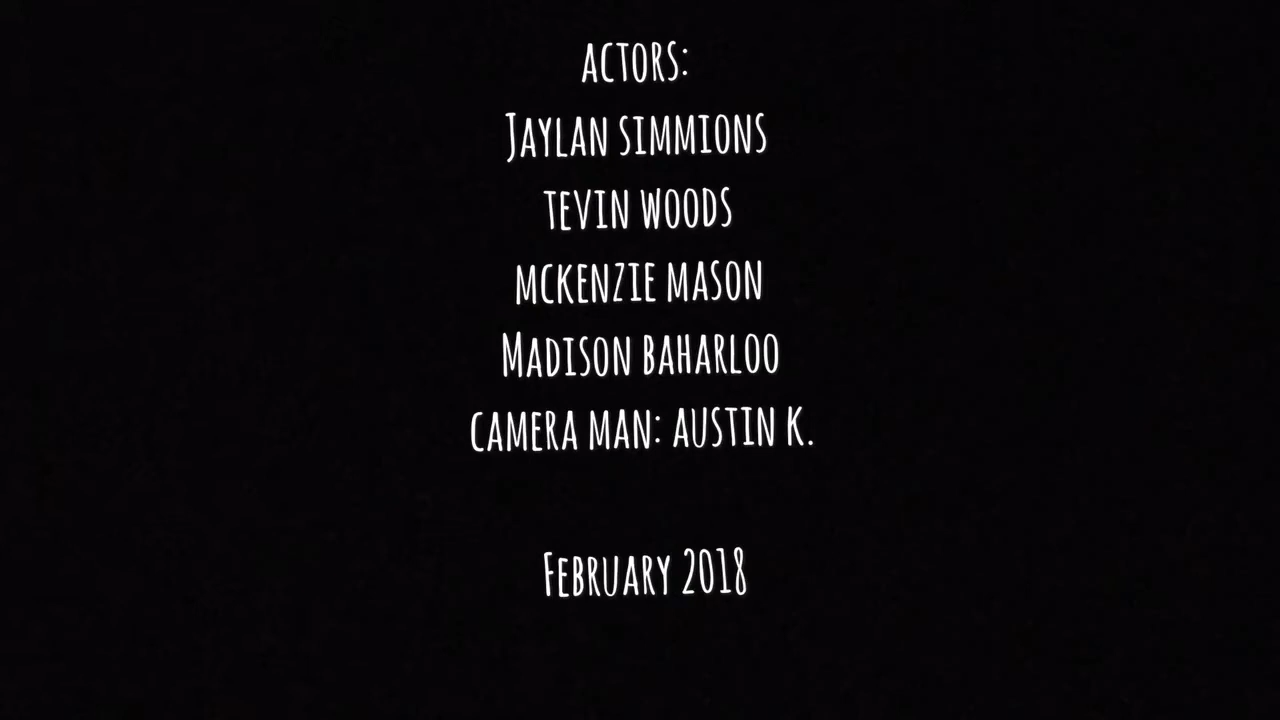 ACTORS:
JAYLAN SIMMIONS
TEVIN WOODS
MCKENZIE MASON
MADISON BAHARLOO
CAMERA MAN: AUSTIN K.
FEBRUARY 2018